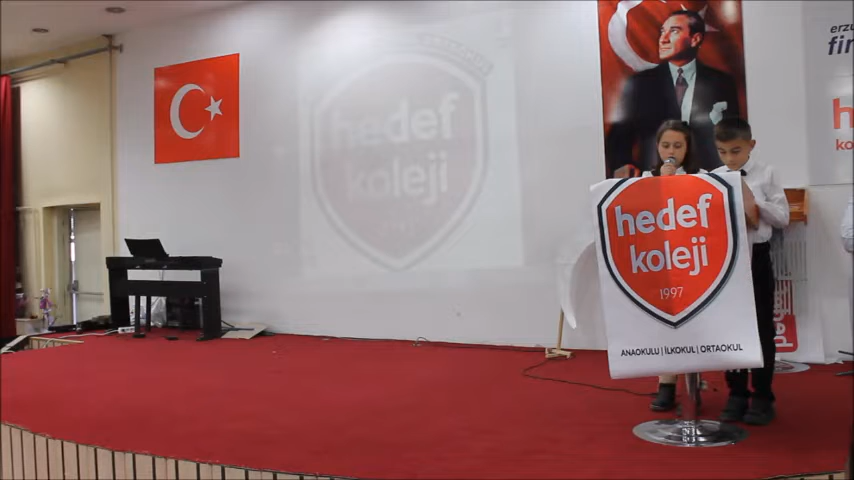 hedef
koleji
erzu
fir
h
ko
hedef
koleji
1997
ANAOKULU | İLKOKUL | ORTAOKUL